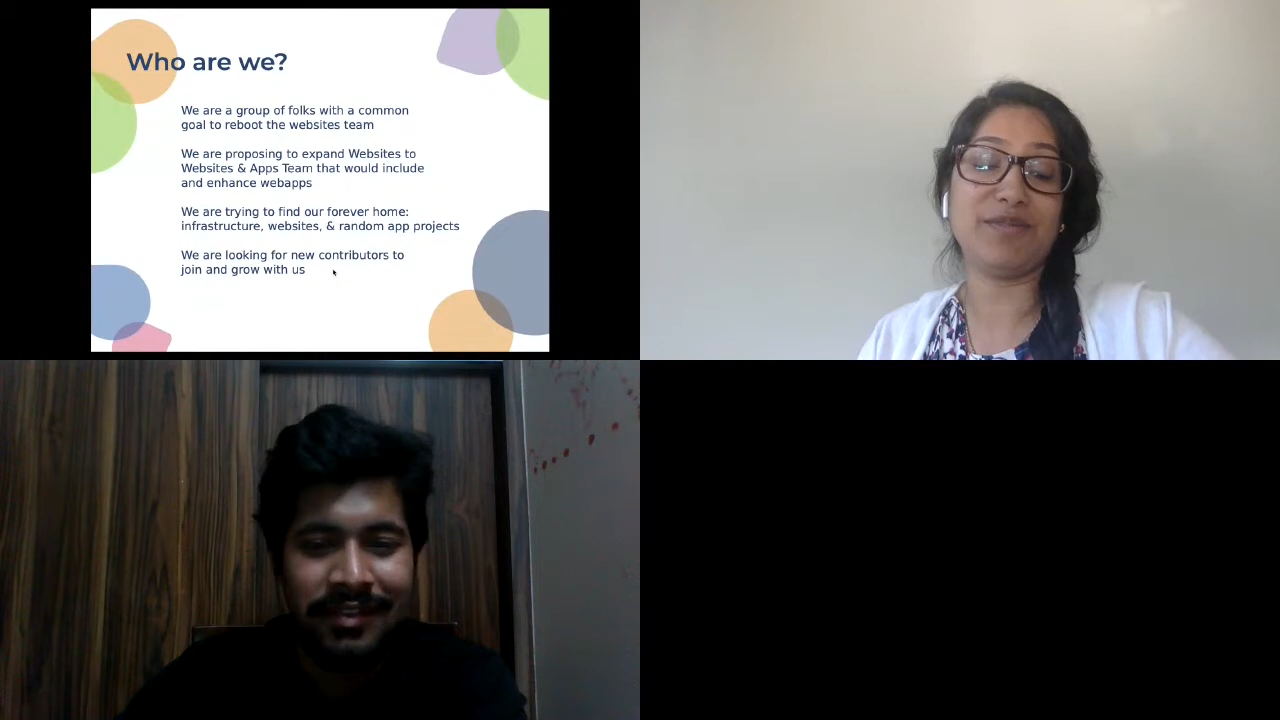 Who are we?
We are a group of folks with a common
goal to reboot the websites team
We are proposing to expand Websites to
Websites & Apps Team that would include
and enhance webapps
We are trying to find our forever home:
infrastructure, websites, & random app projects
We are looking for new contributors to
join and grow with us